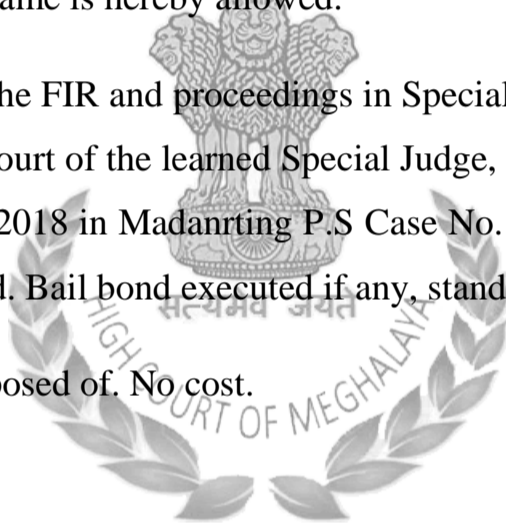 ame is hereby allowed.
he FIR and proceedings in Special
ourt of the learned Special Judge,
2018 in Madanrting P.S Case No.
d. Bail bond executed if any, stand
सत्यमेव जयते
posed of. No cost.
HIGH COURT OF MEGHALAYA